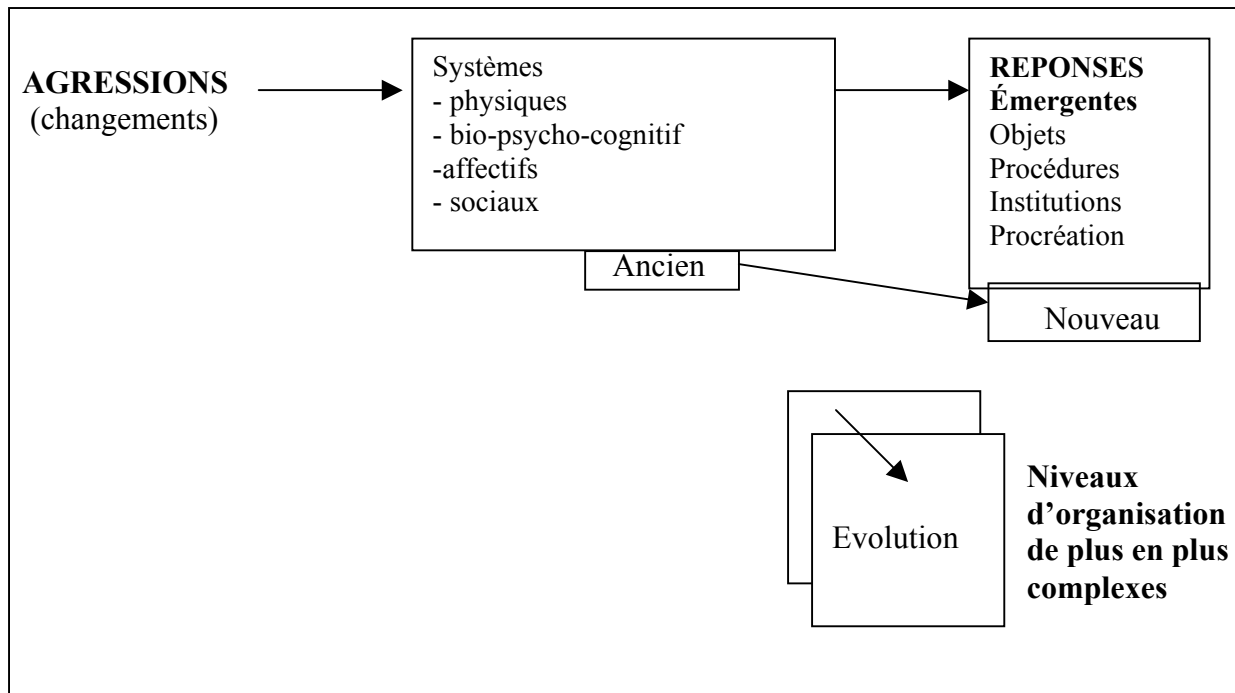 AGRESSIONS
(changements)
Systèmes
- physiques
- bio-psycho-cognitif
-affectifs
- sociaux
Ancien
REPONSES
Émergentes
Objets
Procédures
Institutions
Procréation
Nouveau
Evolution
Niveaux
d’organisation
de plus en plus
complexes